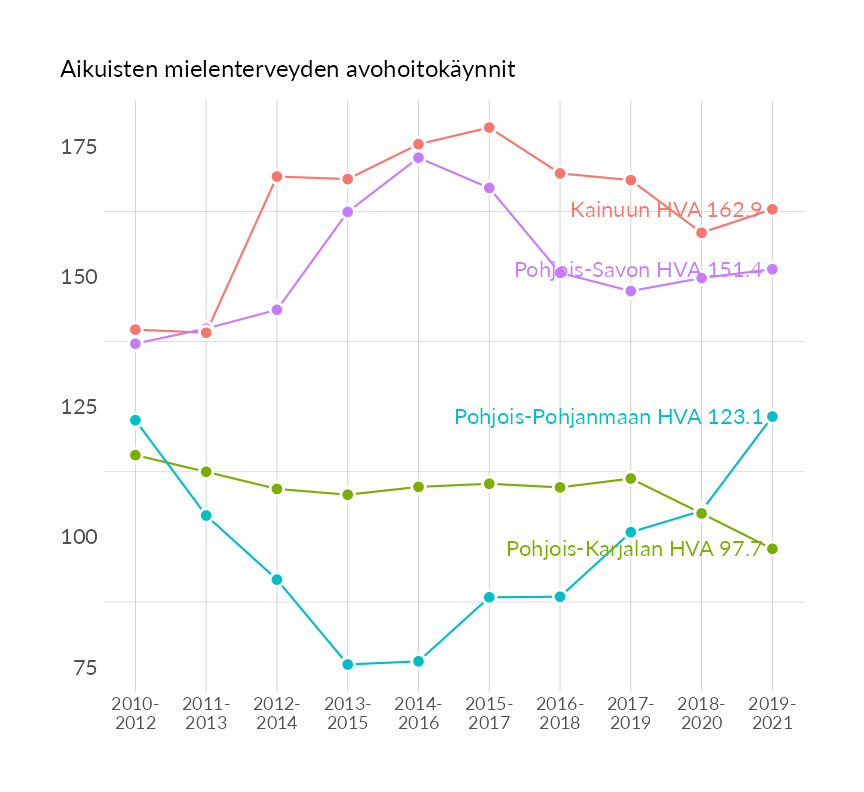 Aikuisten mielenterveyden avohoitokäynnit
175
Kainuun HVA 162.9
150
Pohjois-Savon HVA 151.4
125
Pohjois-Pohjanmaan HVA 123.1
100
Pohjois-Karjalan HVA 97.7
75
2010- 2011- 2012- 2013- 2014- 2015- 2016- 2017- 2018- 2019-
2012 2013 2014 2015 2016 2017 2018 2019 2020 2021